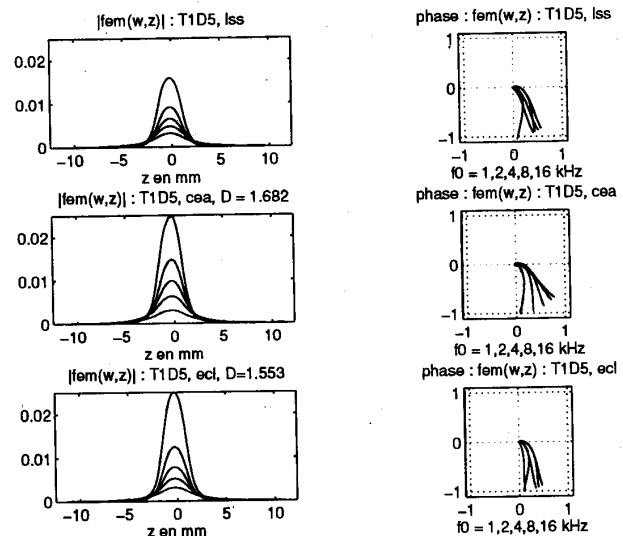 |fem(w,z)| : T1D5, lss
0.02
0.01
0
−10 −5 0 5 10
z en mm
phase : fem(w,z) : T1D5, lss
1
0
−1
−1 0 1
f0 = 1,2,4,8,16 kHz
|fem(w,z)| : T1D5, cea, D = 1.682
0.02
0.01
0
−10 −5 0 5 10
z en mm
phase : fem(w,z) : T1D5, cea
1
0
−1
−1 0 1
f0 = 1,2,4,8,16 kHz
|fem(w,z)| : T1D5, ecl, D=1.553
0.02
0.01
0
−10 −5 0 5 10
z en mm
phase : fem(w,z) : T1D5, ecl
1
0
−1
−1 0 1
f0 = 1,2,4,8,16 kHz